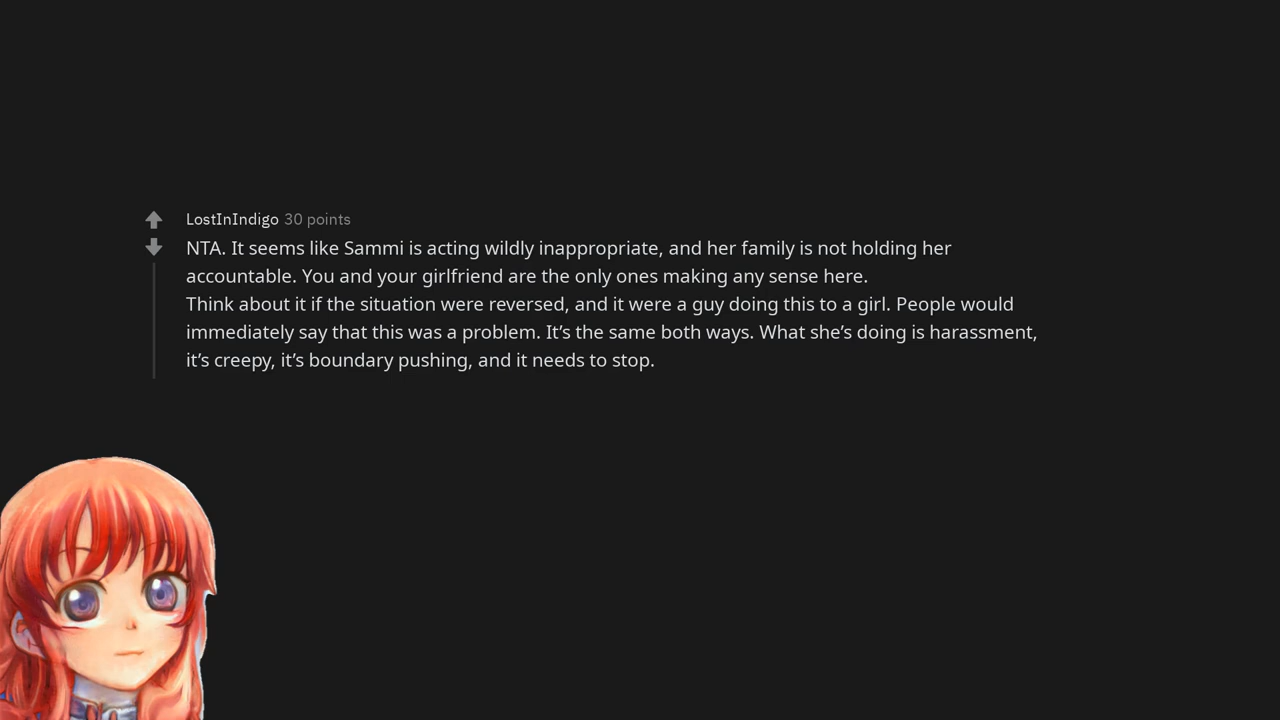 LostInIndigo 30 points
NTA. It seems like Sammi is acting wildly inappropriate, and her family is not holding her
accountable. You and your girlfriend are the only ones making any sense here.
Think about it if the situation were reversed, and it were a guy doing this to a girl. People would
immediately say that this was a problem. It’s the same both ways. What she’s doing is harassment,
it’s creepy, it’s boundary pushing, and it needs to stop.